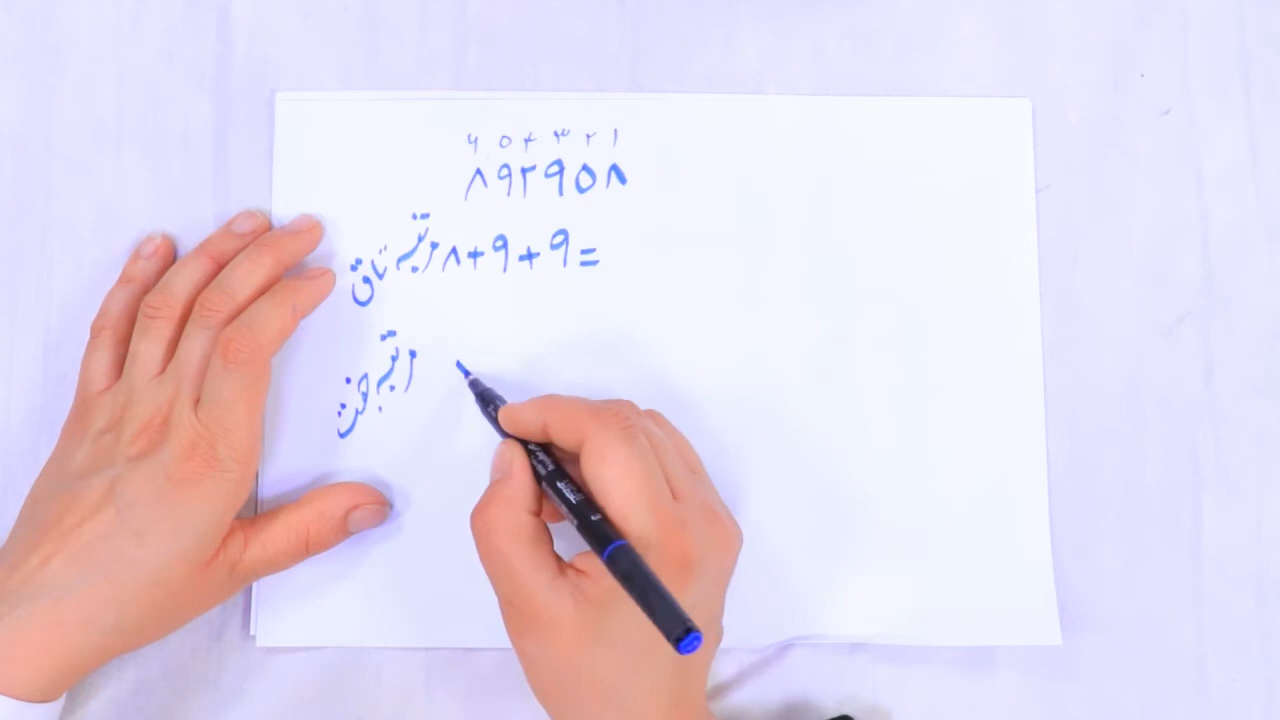 ۶ ۵ ۴ ۳ ۲ ۱
۸۹۲۹۵۸
مرتبه تاق ۸+۹+۹=
مرتبه جفت